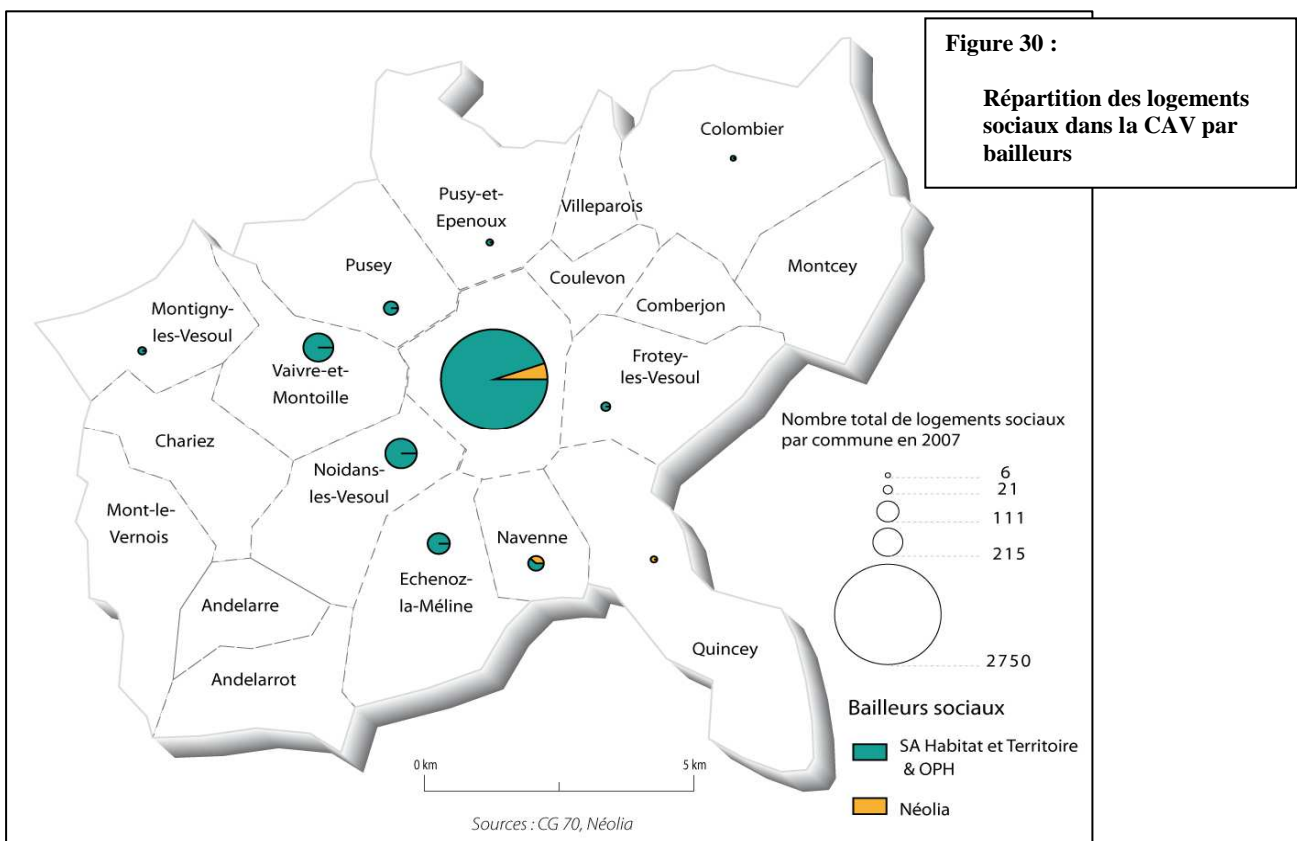 Figure 30 :
Répartition des logements
sociaux dans la CAV par
bailleurs
Colombier
Pusy-et-
Epenoux
Villeparois
Pusey
Coulevon
Montcey
Comberjon
Montigny-
les-Vesoul
Vaivre-et-
Montoille
Frotey-
les-Vesoul
Chariez
Noidans-
les-Vesoul
Mont-le-
Vernois
Navenne
Echenoz-
la-Méline
Andelarre
Quincey
Andelarrot
Nombre total de logements sociaux
par commune en 2007
6
21
111
215
2750
Bailleurs sociaux
SA Habitat et Territoire
& OPH
Néolia
0 km
5 km
Sources : CG 70, Néolia